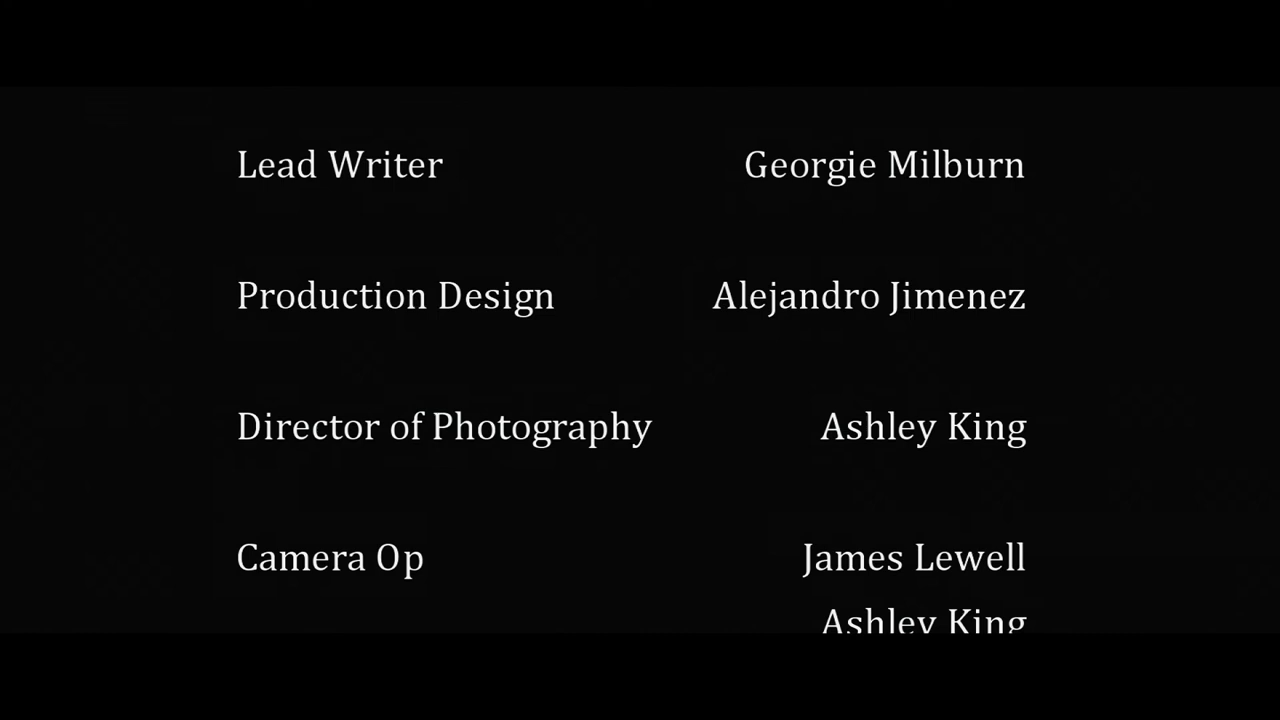 Lead Writer Georgie Milburn
Production Design Alejandro Jimenez
Director of Photography Ashley King
Camera Op James Lewell
Ashley King